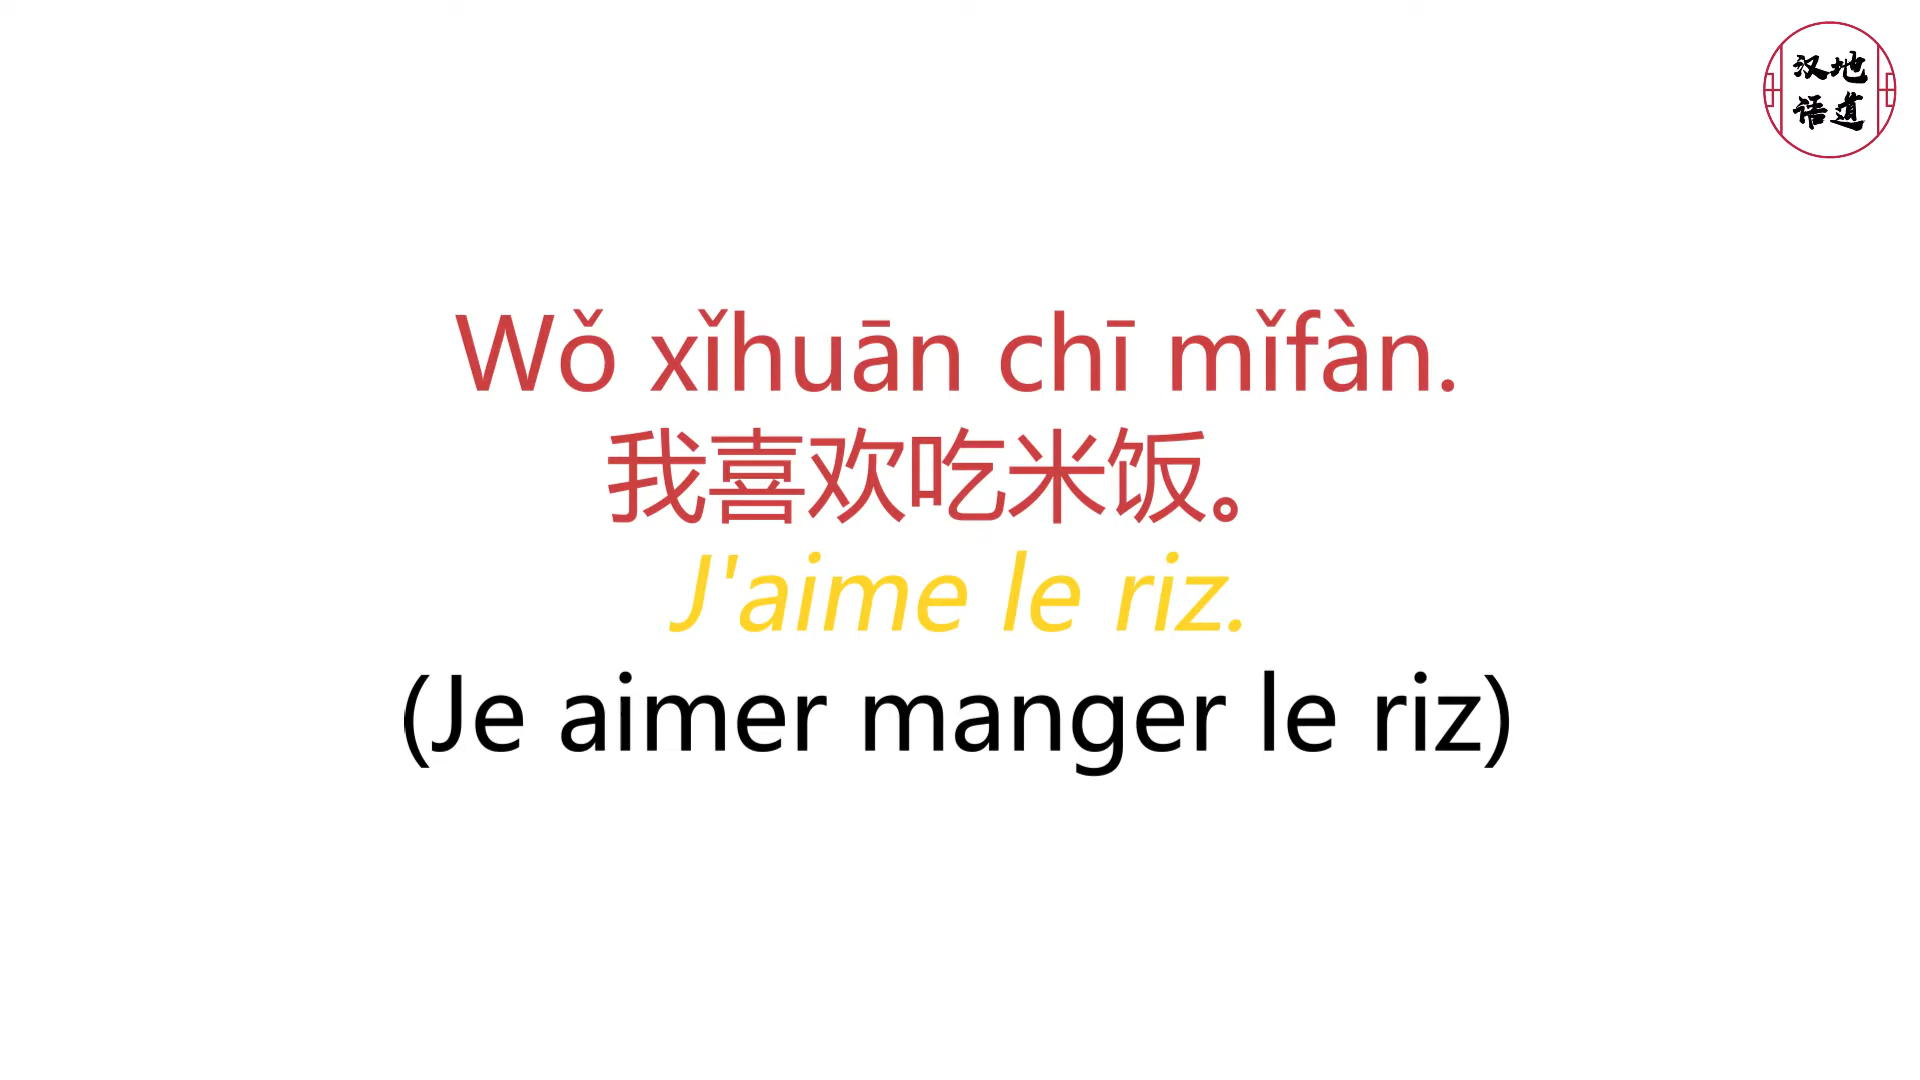 汉地
语道
Wǒ xǐhuān chī mǐfàn.
我喜欢吃米饭。
J'aime le riz.
(Je aimer manger le riz)